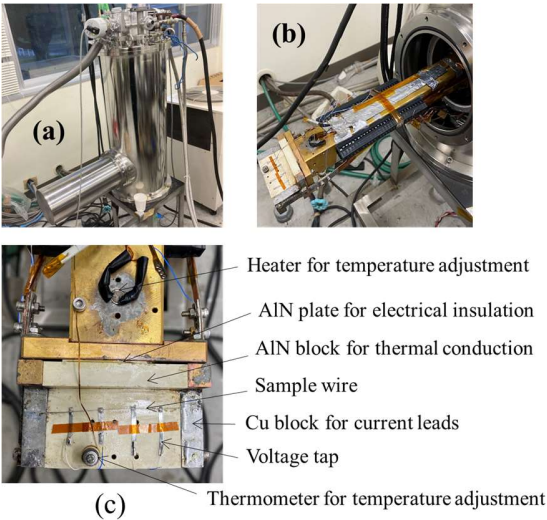 (a)
(b)
Heater for temperature adjustment
AlN plate for electrical insulation
AlN block for thermal conduction
Sample wire
Cu block for current leads
Voltage tap
Thermometer for temperature adjustment
(c)